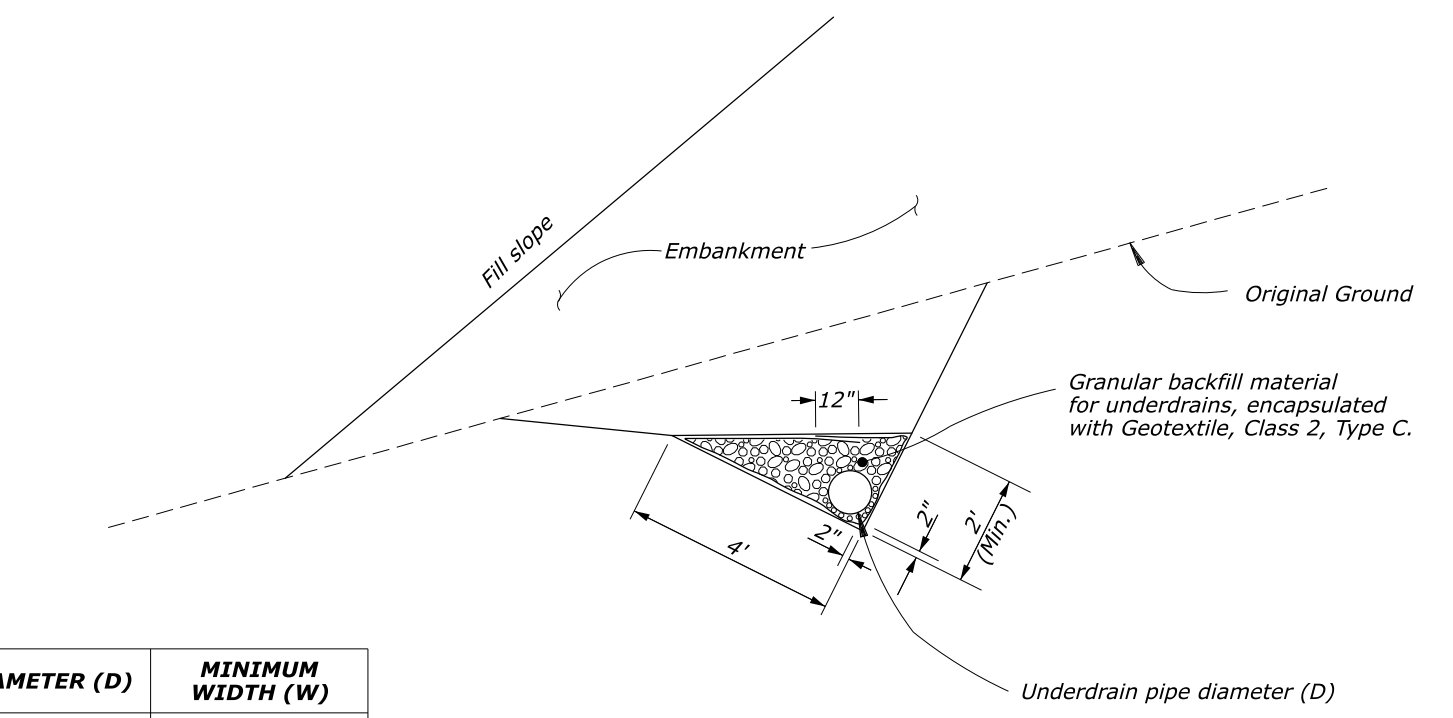 Fill slope
Embankment
Original Ground
Granular backfill material
for underdrains, encapsulated
with Geotextile, Class 2, Type C.
12"
2"
2'
(Min.)
2"
4'
(D)
MINIMUM
WIDTH (W)
Underdrain pipe diameter (D)